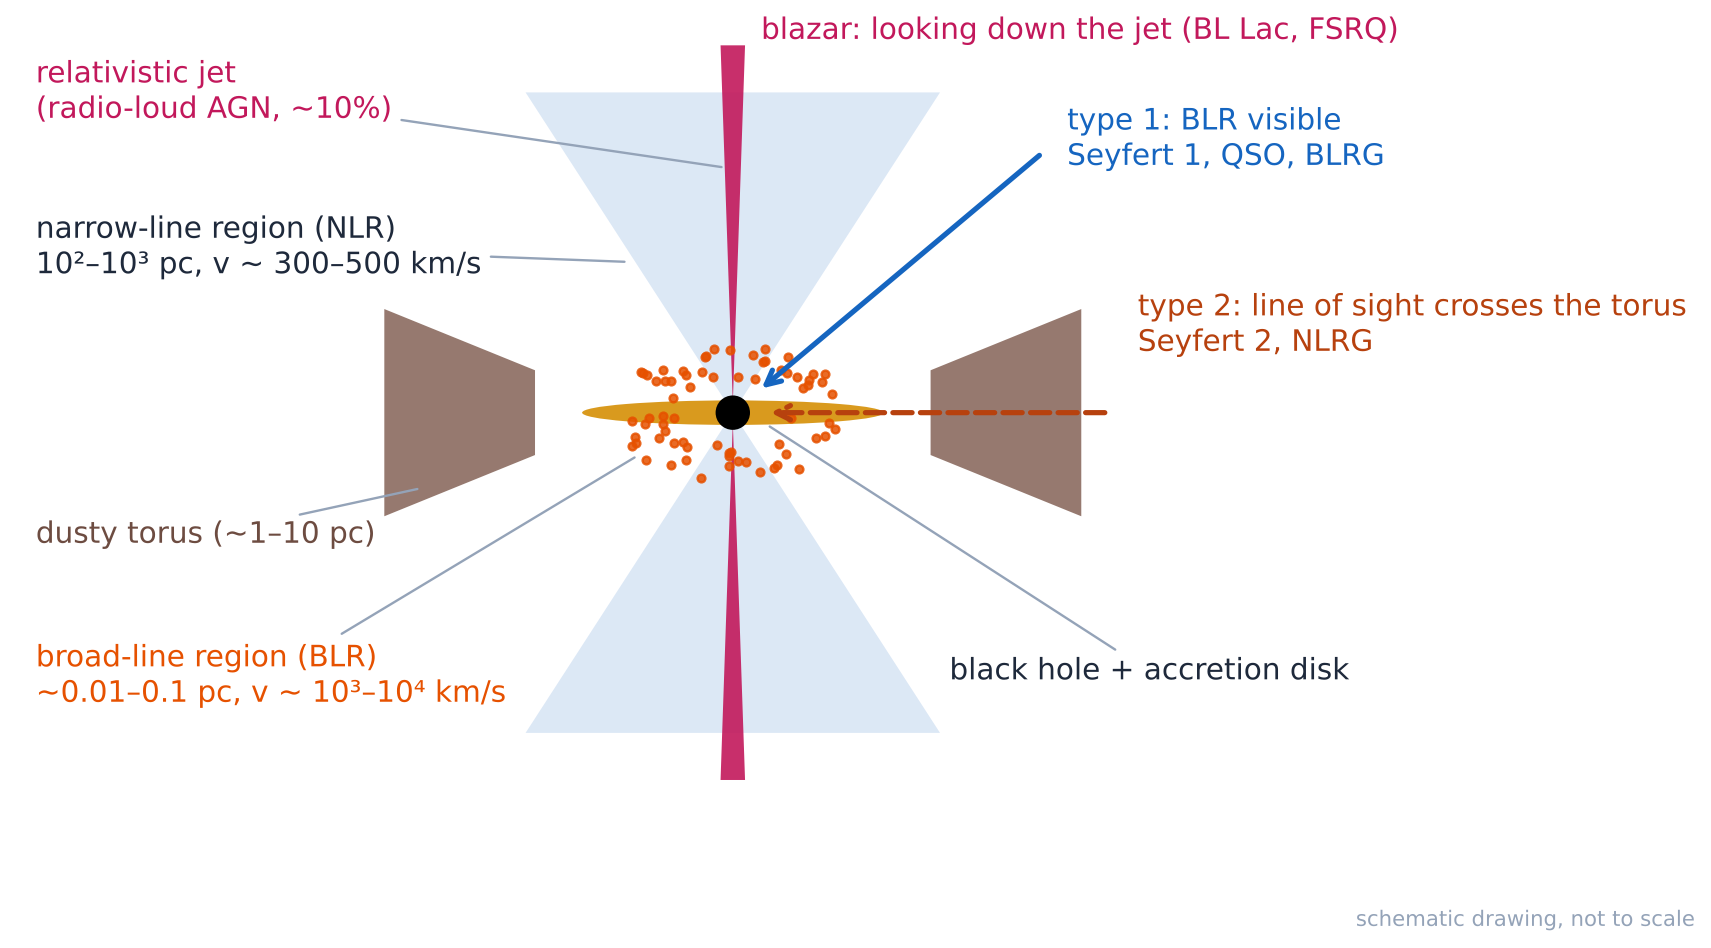 blazar: looking down the jet (BL Lac, FSRQ)
relativistic jet
(radio-loud AGN, ~10%)
type 1: BLR visible
Seyfert 1, QSO, BLRG
narrow-line region (NLR)
10²–10³ pc, v ~ 300–500 km/s
type 2: line of sight crosses the torus
Seyfert 2, NLRG
dusty torus (~1–10 pc)
broad-line region (BLR)
~0.01–0.1 pc, v ~ 10³–10⁴ km/s
black hole + accretion disk
schematic drawing, not to scale